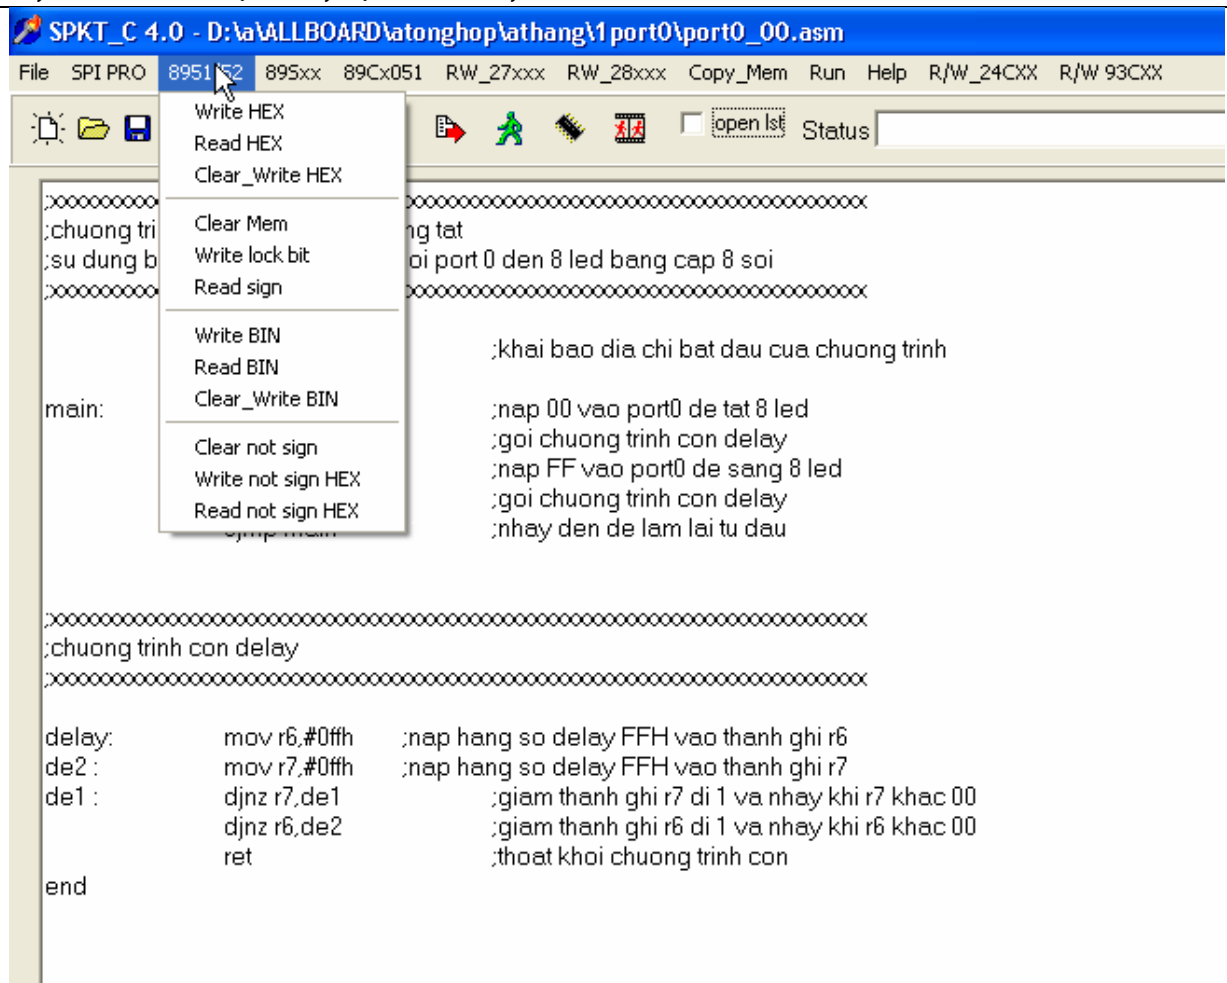 SPKT_C 4.0 - D:\a\ALLBOARD\atonghop\athang\1port0\port0_00.asm
File SPI PRO 8951/52 895xx 89Cx051 RW_27xxx RW_28xxx Copy_Mem Run Help R/W_24CXX R/W 93CXX
Write HEX
Read HEX
Clear_Write HEX
Clear Mem
Write lock bit
Read sign
Write BIN
Read BIN
Clear_Write BIN
Clear not sign
Write not sign HEX
Read not sign HEX
open lst Status
;chuong tri ng tat
;su dung b oi port 0 den 8 led bang cap 8 soi
;khai bao dia chi bat dau cua chuong trinh
main: ;nap 00 vao port0 de tat 8 led
;goi chuong trinh con delay
;nap FF vao port0 de sang 8 led
;goi chuong trinh con delay
main ;nhay den de lam lai tu dau
;chuong trinh con delay
delay: mov r6,#0ffh ;nap hang so delay FFH vao thanh ghi r6
de2 : mov r7,#0ffh ;nap hang so delay FFH vao thanh ghi r7
de1 : djnz r7,de1 ;giam thanh ghi r7 di 1 va nhay khi r7 khac 00
djnz r6,de2 ;giam thanh ghi r6 di 1 va nhay khi r6 khac 00
ret ;thoat khoi chuong trinh con
end